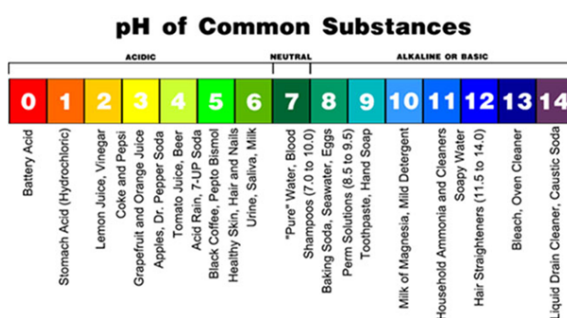 pH of Common Substances
ACIDIC
NEUTRAL
ALKALINE OR BASIC
0 1 2 3 4 5 6 7 8 9 10 11 12 13 14
Battery Acid
Stomach Acid (Hydrochloric)
Lemon Juice, Vinegar
Coke and Pepsi
Grapefruit and Orange Juice
Apples, Dr. Pepper Soda
Tomato Juice, Beer
Acid Rain, 7-UP Soda
Black Coffee, Pepto Bismol
Healthy Skin, Hair and Nails
Urine, Saliva, Milk
"Pure" Water, Blood
Shampoos (7.0 to 10.0)
Baking Soda, Seawater, Eggs
Perm Solutions (8.5 to 9.5)
Toothpaste, Hand Soap
Milk of Magnesia, Mild Detergent
Household Ammonia and Cleaners
Soapy Water
Hair Straighteners (11.5 to 14.0)
Bleach, Oven Cleaner
Liquid Drain Cleaner, Caustic Soda